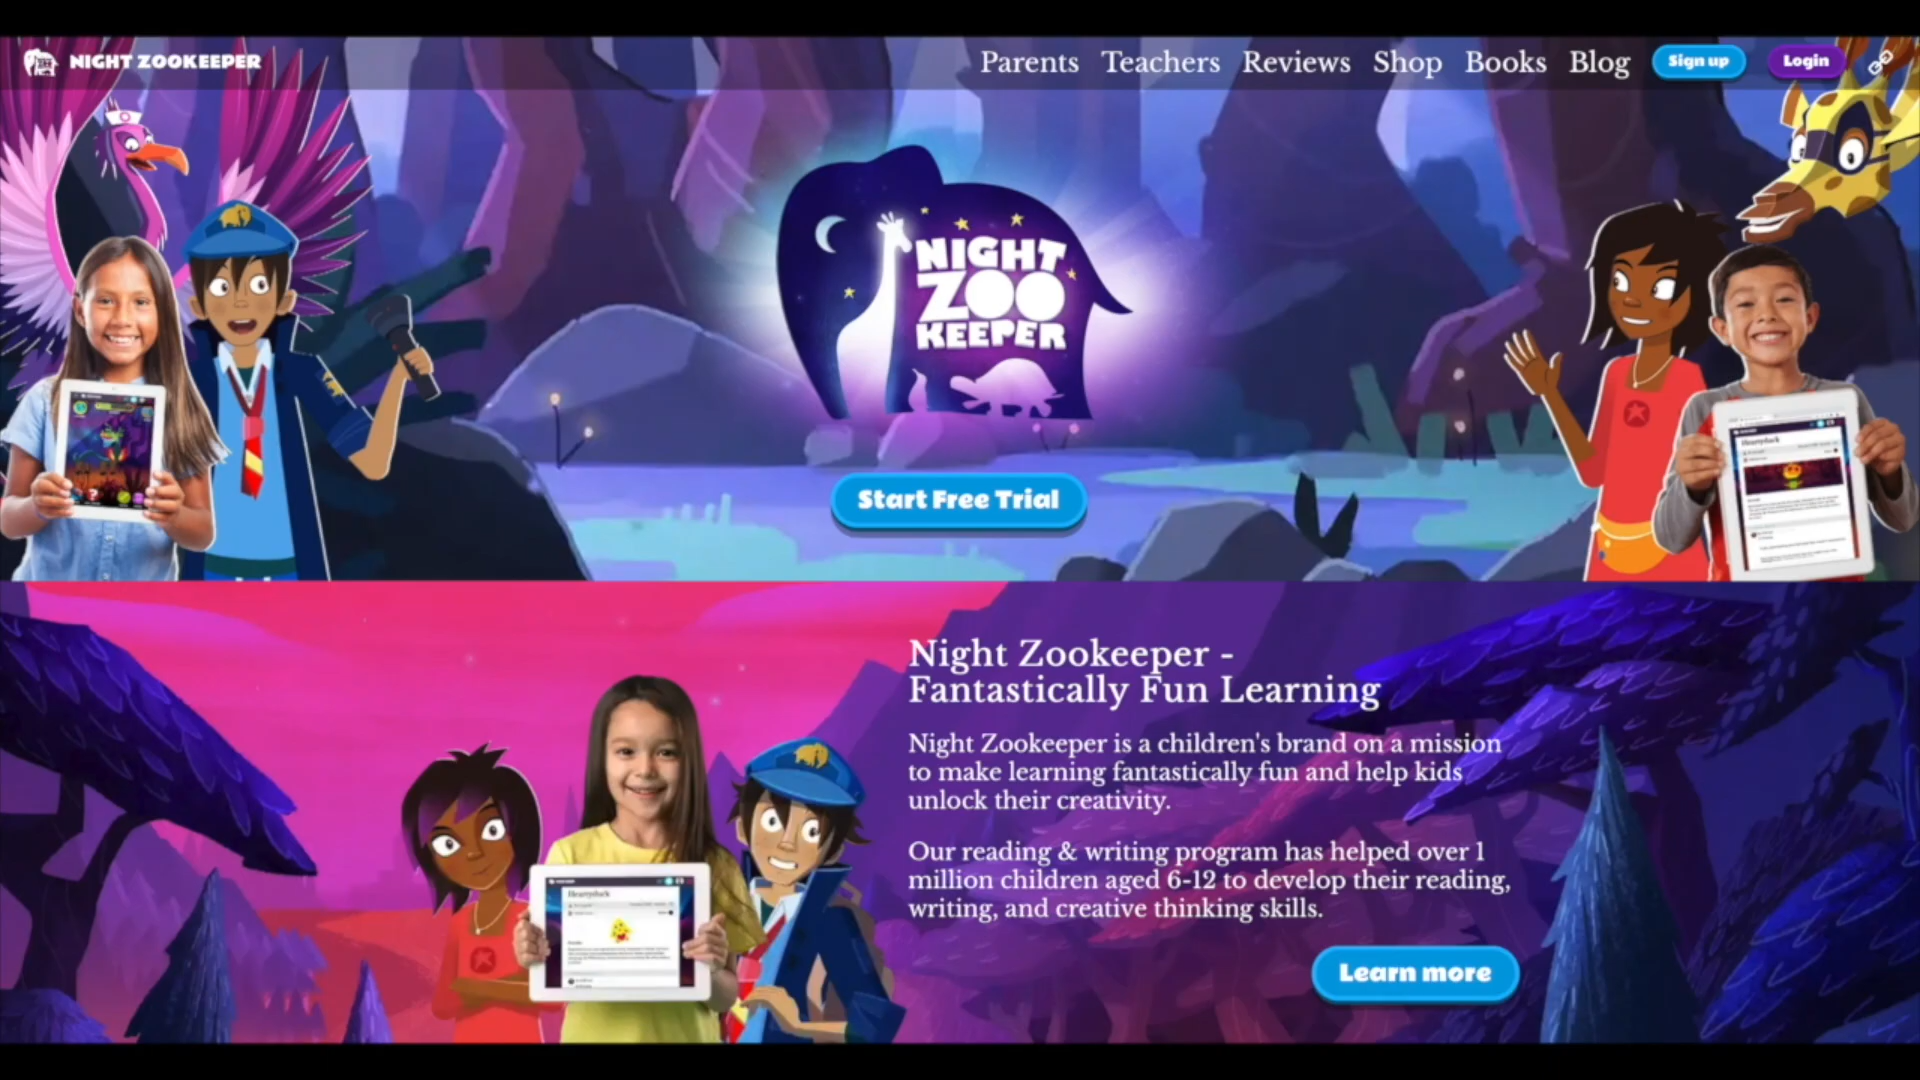 NIGHT ZOOKEEPER
Parents Teachers Reviews Shop Books Blog Sign up Login
NIGHT
ZOO
KEEPER
Start Free Trial
Night Zookeeper -
Fantastically Fun Learning
Night Zookeeper is a children's brand on a mission
to make learning fantastically fun and help kids
unlock their creativity.
Our reading & writing program has helped over 1
million children aged 6-12 to develop their reading,
writing, and creative thinking skills.
Learn more